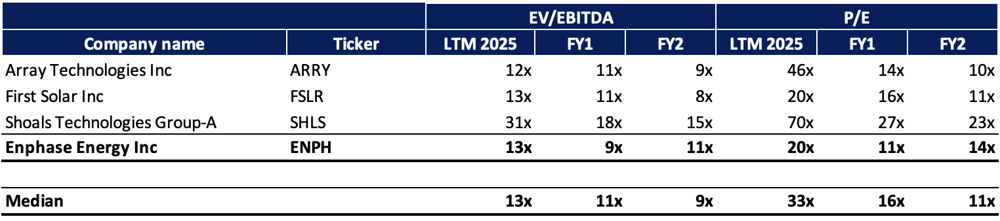 EV/EBITDA P/E
Company name Ticker LTM 2025 FY1 FY2 LTM 2025 FY1 FY2
Array Technologies Inc ARRY 12x 11x 9x 46x 14x 10x
First Solar Inc FSLR 13x 11x 8x 20x 16x 11x
Shoals Technologies Group-A SHLS 31x 18x 15x 70x 27x 23x
Enphase Energy Inc ENPH 13x 9x 11x 20x 11x 14x
Median 13x 11x 9x 33x 16x 11x